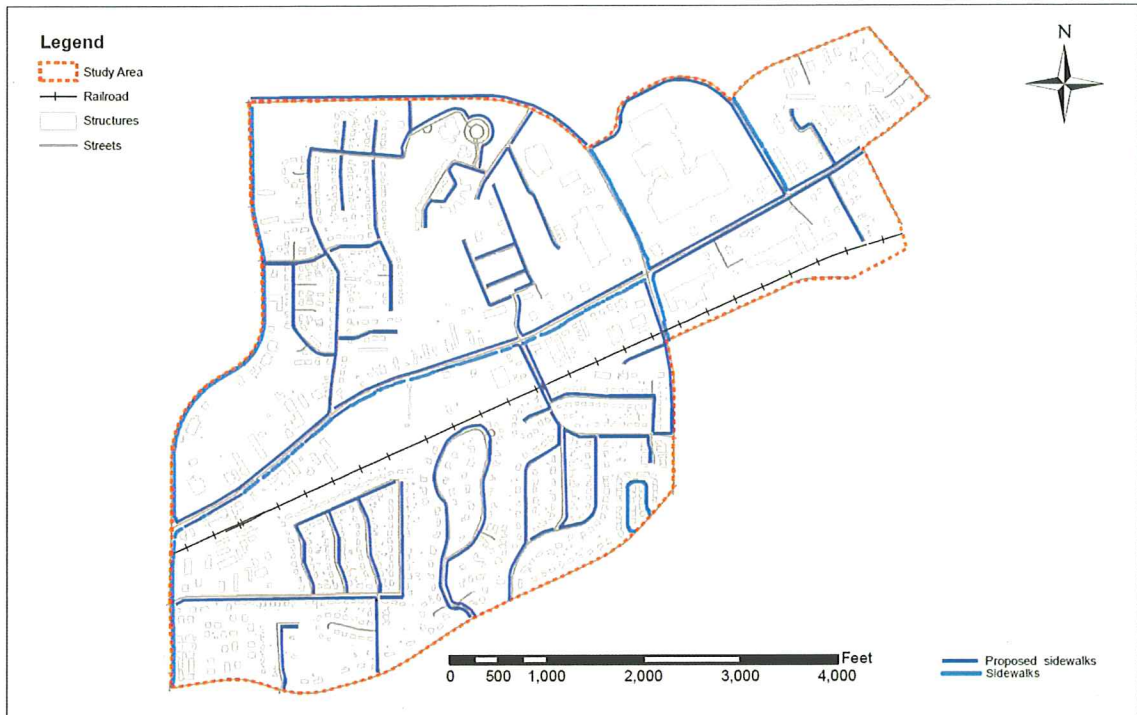 Legend
Study Area
Railroad
Structures
Streets
N
Feet
0 500 1,000 2,000 3,000 4,000
Proposed sidewalks
Sidewalks